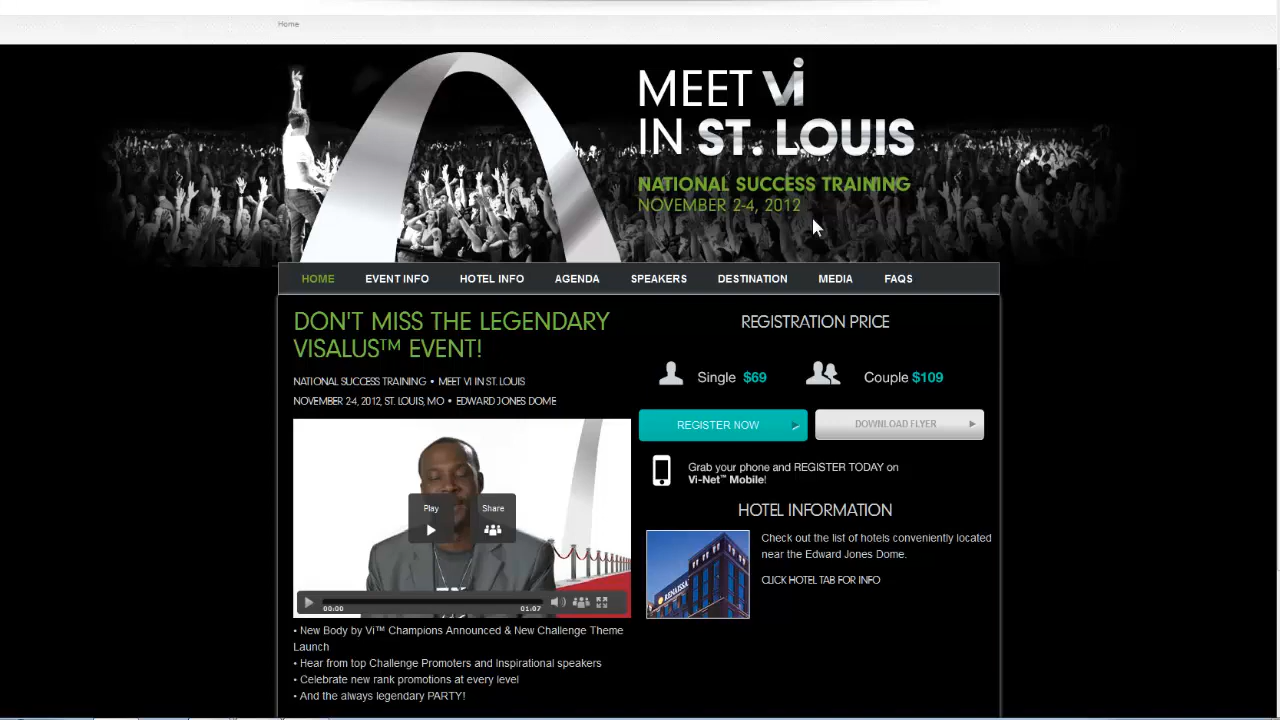 Home
MEET Vi
IN ST. LOUIS
NATIONAL SUCCESS TRAINING
NOVEMBER 2-4, 2012
HOME EVENT INFO HOTEL INFO AGENDA SPEAKERS DESTINATION MEDIA FAQS
DON'T MISS THE LEGENDARY
VISALUS™ EVENT!
NATIONAL SUCCESS TRAINING • MEET VI IN ST. LOUIS
NOVEMBER 2-4, 2012, ST. LOUIS, MO • EDWARD JONES DOME
Play Share
00:00 01:07
• New Body by Vi™ Champions Announced & New Challenge Theme
Launch
• Hear from top Challenge Promoters and Inspirational speakers
• Celebrate new rank promotions at every level
• And the always legendary PARTY!
REGISTRATION PRICE
Single $69 Couple $109
REGISTER NOW DOWNLOAD FLYER
Grab your phone and REGISTER TODAY on
Vi-Net™ Mobile!
HOTEL INFORMATION
RENAISSA
Check out the list of hotels conveniently located
near the Edward Jones Dome.
CLICK HOTEL TAB FOR INFO